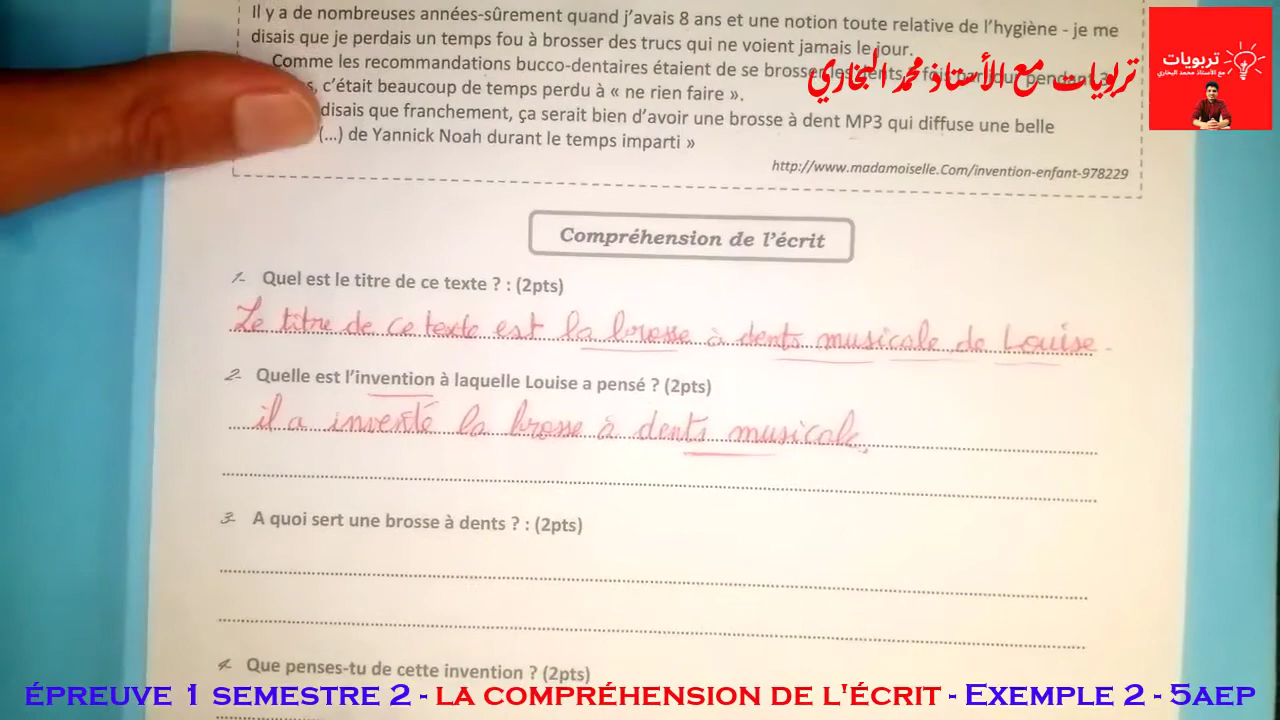 Il y a de nombreuses années-sûrement quand j'avais 8 ans et une notion toute relative de l'hygiène - je me
disais que je perdais un temps fou à brosser des trucs qui ne voient jamais le jour.
Comme les recommandations bucco-dentaires étaient de se brosser les dents
c'était beaucoup de temps perdu à « ne rien faire ».
disais que franchement, ça serait bien d'avoir une brosse à dent MP3 qui diffuse une belle
(...) de Yannick Noah durant le temps imparti »
http://www.madamoiselle.Com/invention-enfant-978229
تربويات مع الأستاذ محمد البخاري
تربويات
مع الأستاذ محمد البخاري
Compréhension de l'écrit
1- Quel est le titre de ce texte ? : (2pts)
Le titre de ce texte est la brosse à dents musicale de Louise.
2- Quelle est l'invention à laquelle Louise a pensé ? (2pts)
il a inventé la brosse à dents musicale.
3- A quoi sert une brosse à dents ? : (2pts)
4- Que penses-tu de cette invention ? (2pts)
ÉPREUVE 1 SEMESTRE 2 - LA COMPRÉHENSION DE L'ÉCRIT - EXEMPLE 2 - 5AEP